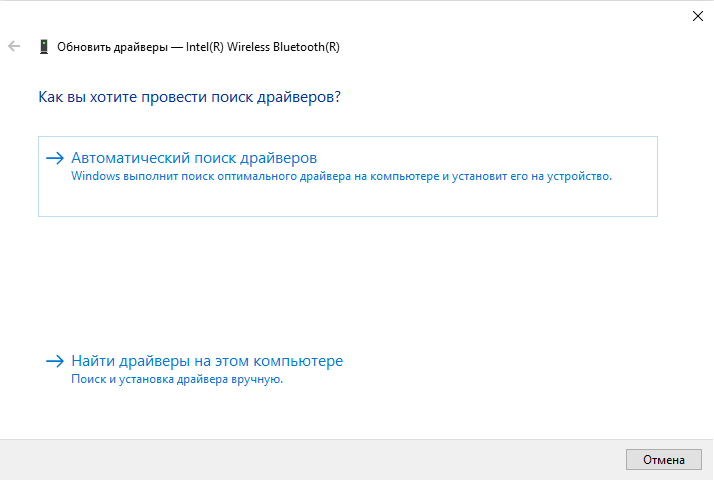 Обновить драйверы — Intel(R) Wireless Bluetooth(R)
Как вы хотите провести поиск драйверов?
Автоматический поиск драйверов
Windows выполнит поиск оптимального драйвера на компьютере и установит его на устройство.
Найти драйверы на этом компьютере
Поиск и установка драйвера вручную.
Отмена